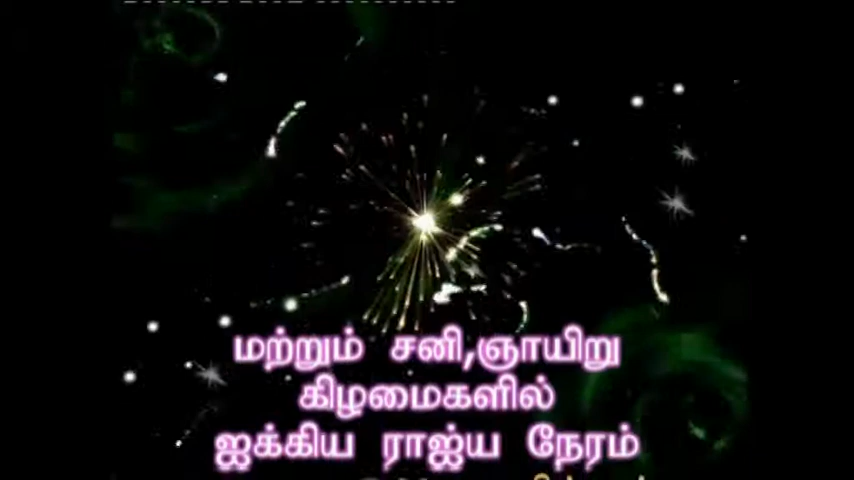 மற்றும் சனி,ஞாயிறு
கிழமைகளில்
ஐக்கிய ராஜ்ய நேரம்